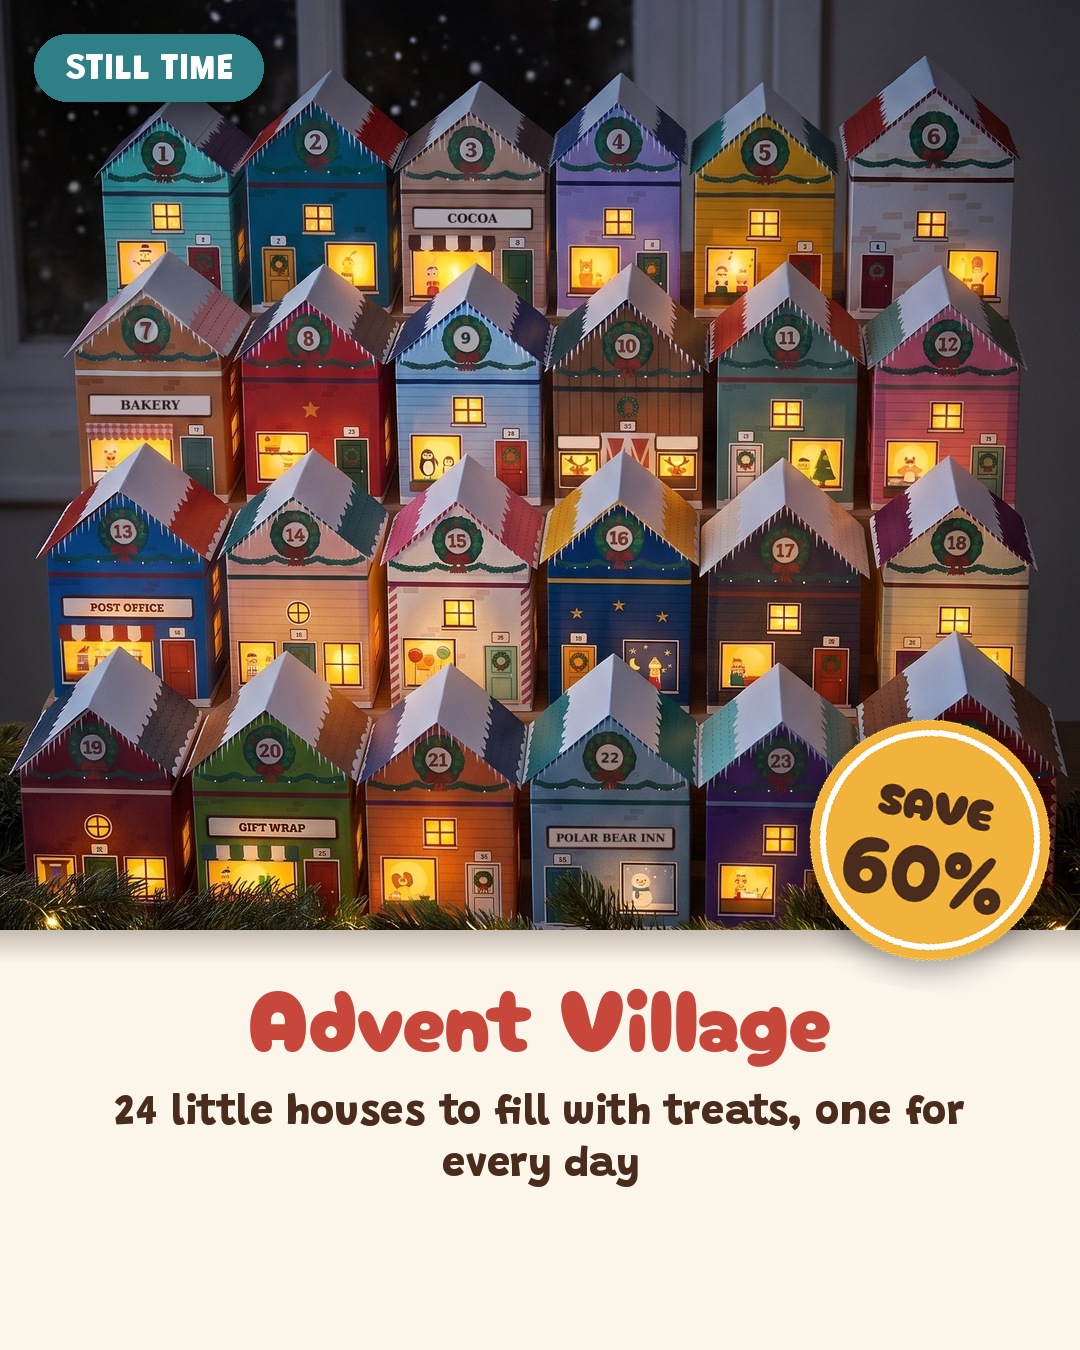 STILL TIME
1
2
3
4
5
6
COCOA
7
8
9
10
11
12
BAKERY
13
14
15
16
17
18
POST OFFICE
19
20
21
22
23
GIFT WRAP
POLAR BEAR INN
SAVE
60%
Advent Village
24 little houses to fill with treats, one for
every day